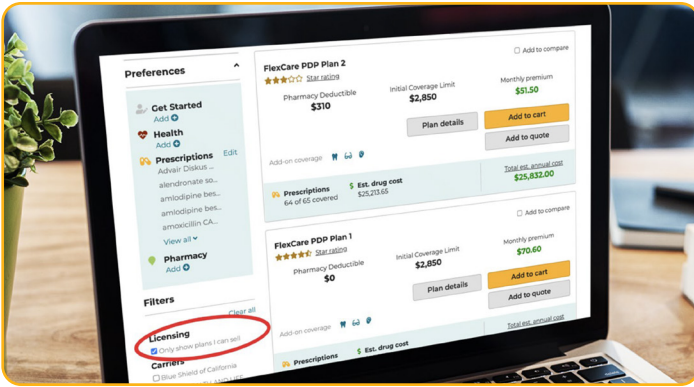 Preferences
Get Started
Add
Health
Add
Prescriptions Edit
Advair Diskus ...
alendronate so...
amlodipine bes...
amlodipine bes...
amoxicillin CA...
View all
Pharmacy
Add
Filters
Clear all
Licensing
Only show plans I can sell
Carriers
Blue Shield of California
AND LIFE
FlexCare PDP Plan 2
Add to compare
Star rating
Pharmacy Deductible
$310
Initial Coverage Limit
$2,850
Monthly premium
$51.50
Plan details
Add to cart
Add to quote
Add-on coverage
Prescriptions
64 of 65 covered
$ Est. drug cost
$25,213.65
Total est. annual cost
$25,832.00
FlexCare PDP Plan 1
Add to compare
Star rating
Pharmacy Deductible
$0
Initial Coverage Limit
$2,850
Monthly premium
$70.60
Plan details
Add to cart
Add to quote
Add-on coverage
Prescriptions
$ Est. drug cost
Total est. annual cost